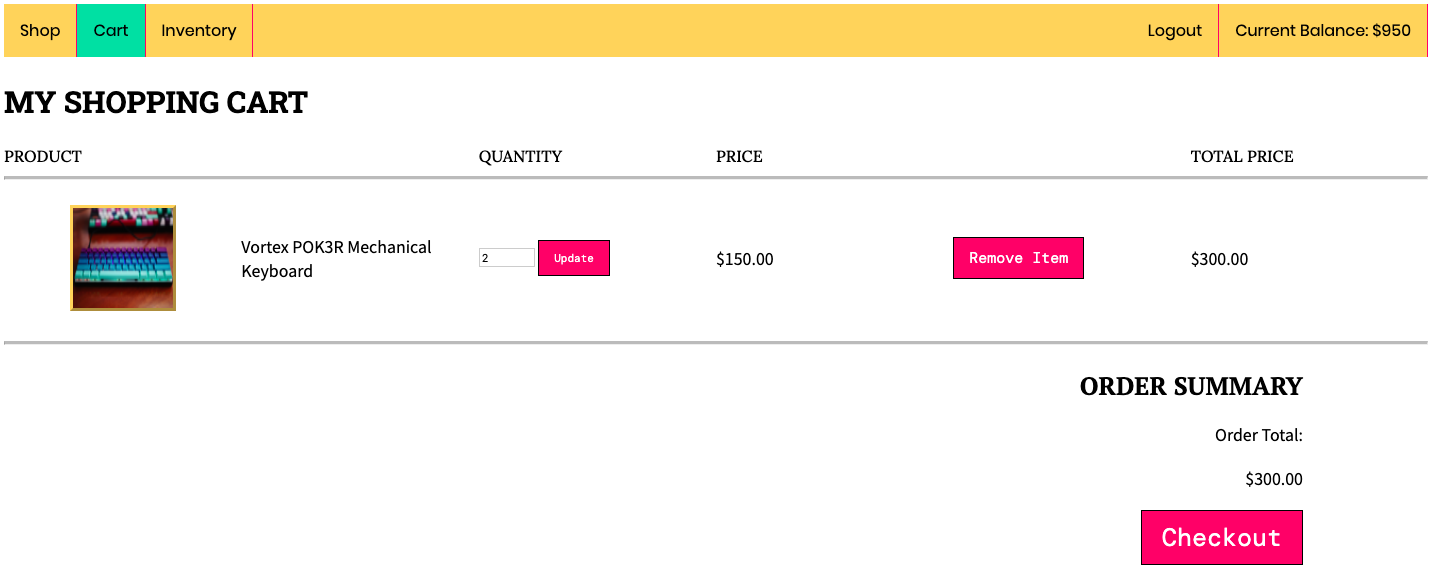 Shop Cart Inventory Logout Current Balance: $950
MY SHOPPING CART
PRODUCT QUANTITY PRICE TOTAL PRICE
Vortex POK3R Mechanical
Keyboard
2 Update $150.00 Remove Item $300.00
ORDER SUMMARY
Order Total:
$300.00
Checkout